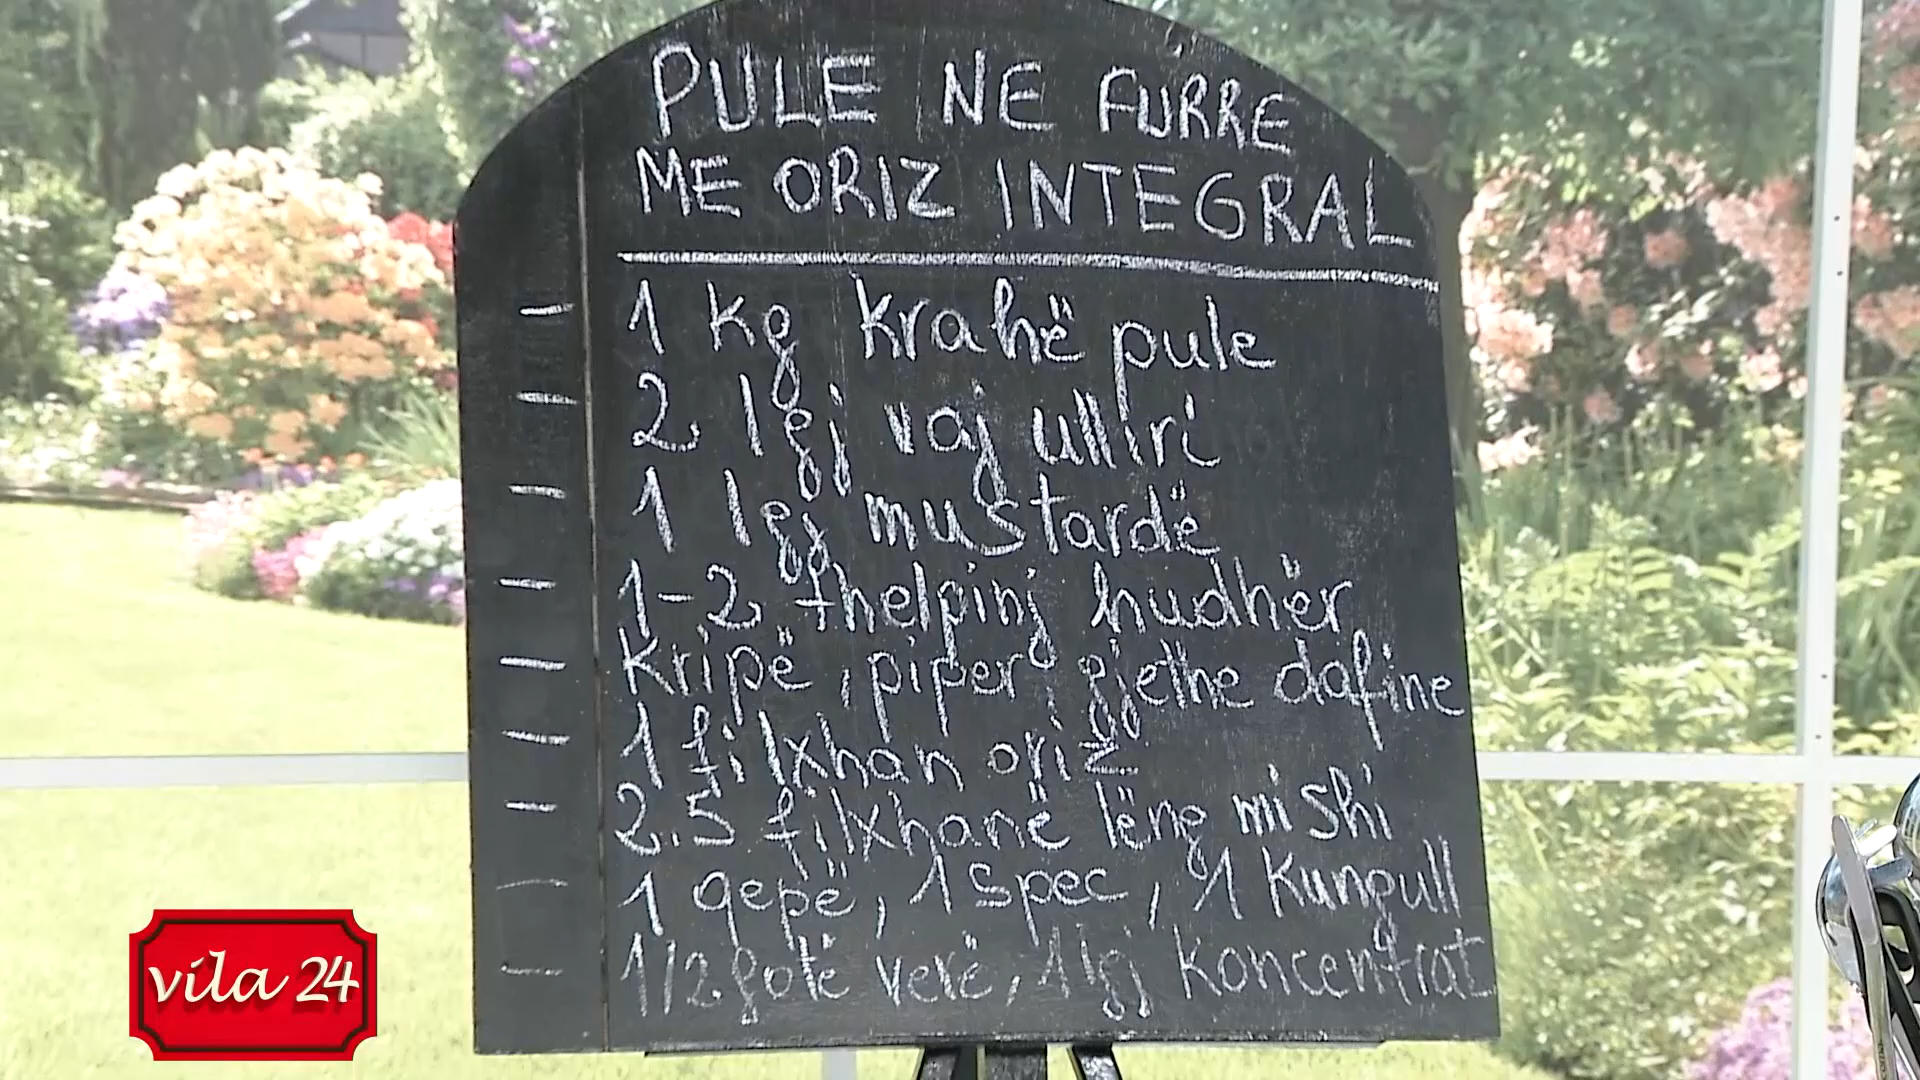 PULE NE FURRE
ME ORIZ INTEGRAL
- 1 kg krahë pule
- 2 lgj vaj ulliri
- 1 lgj mustardë
- 1-2 thelpinj hudhër
- Kripë, piper, gjethe dafine
- 1 filxhan oriz
- 2.5 filxhanë lëng mishi
- 1 qepë, 1 spec, 1 Kungull
- 1/2 gotë verë, 1 lgj koncentrat
vila 24